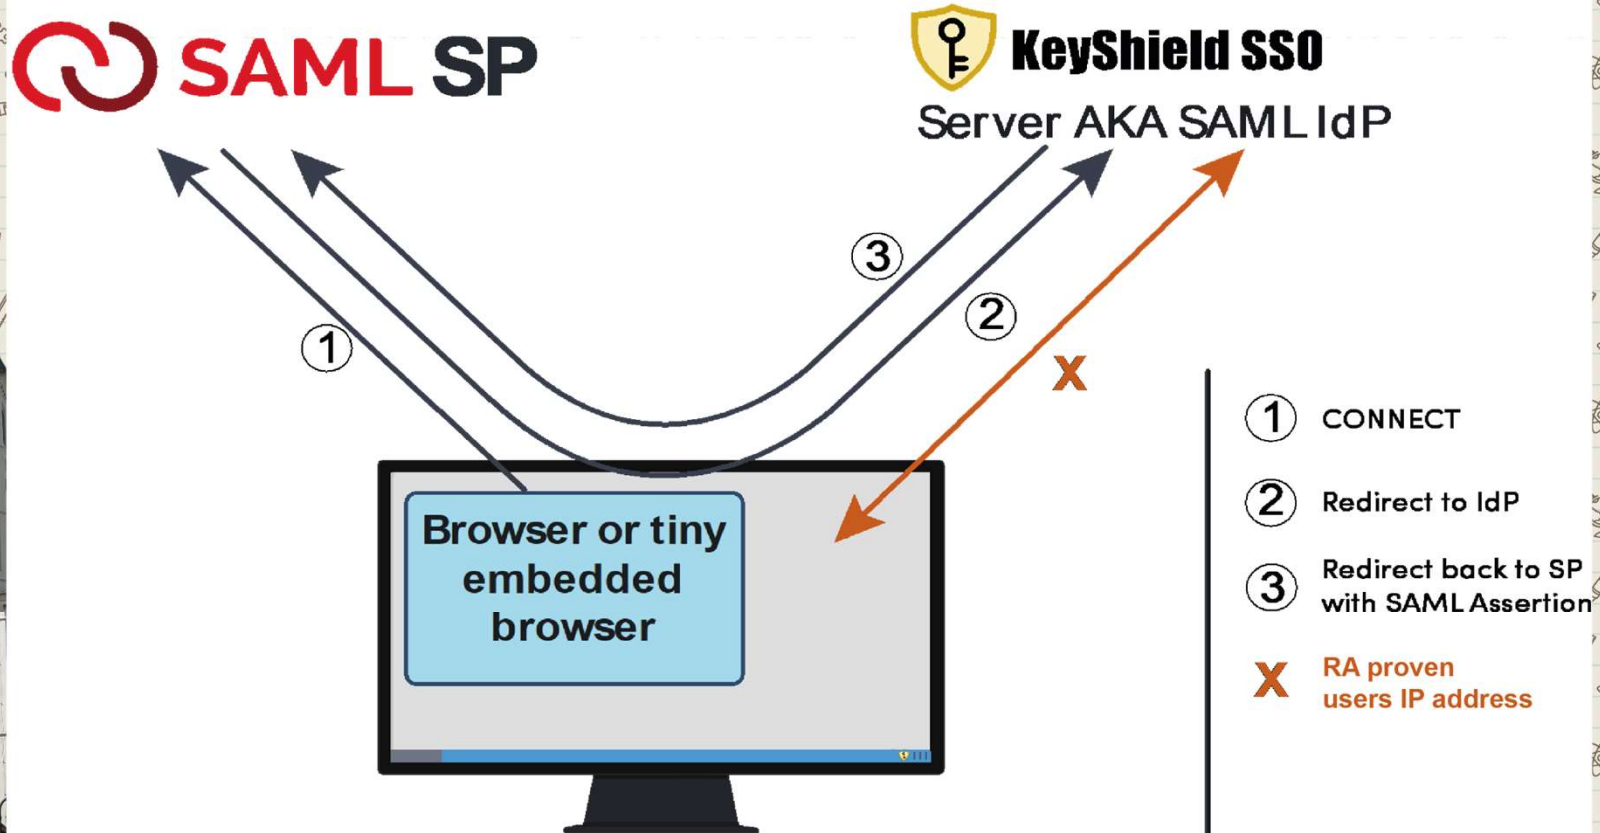 SAML SP
KeyShield SSO
Server AKA SAML IdP
3
2
1
X
Browser or tiny
embedded
browser
1 CONNECT
2 Redirect to IdP
3 Redirect back to SP
with SAML Assertion
X RA proven
users IP address